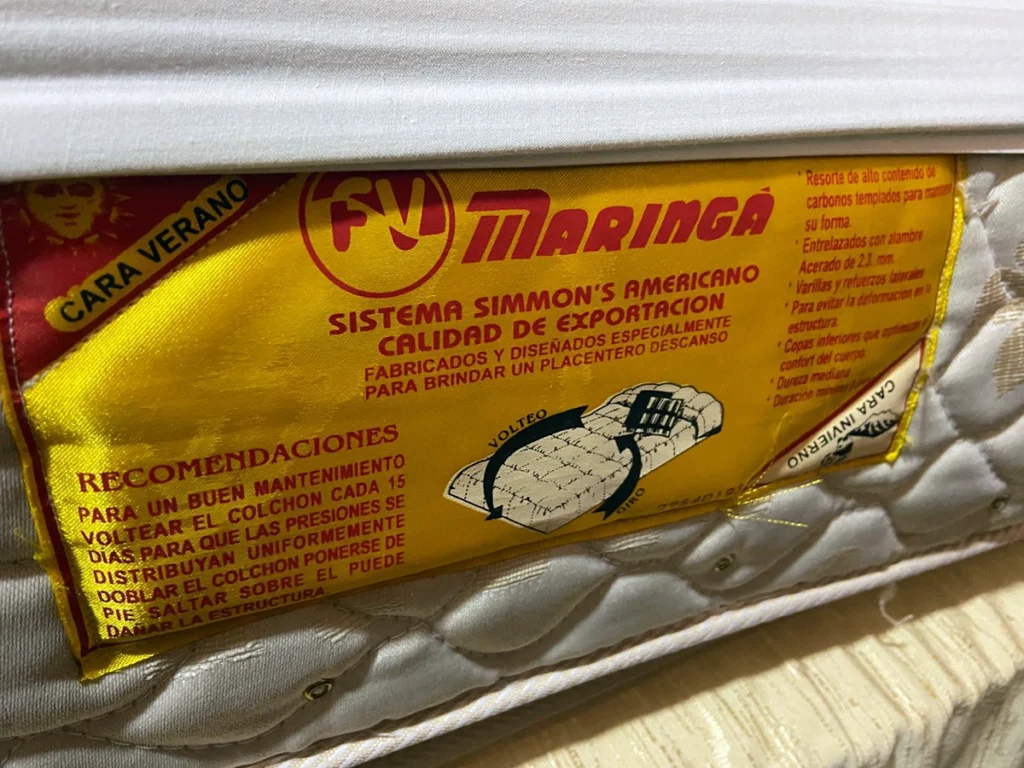 CARA VERANO
FV
MARINGÁ
SISTEMA SIMMON'S AMERICANO
CALIDAD DE EXPORTACION
FABRICADOS Y DISEÑADOS ESPECIALMENTE
PARA BRINDAR UN PLACENTERO DESCANSO
* Resorte de alto contenido de
carbonos templados para
su forma.
* Entrelazados con alambre
Acerado de 2.3. mm.
* Varillas y refuerzos laterales
* Para evitar la deformacion en
estructura.
* Copas inferiores que
confort del cuerpo.
* Dureza mediana
* Duración
CARA INVIERNO
VOLTEO
GIRO
RECOMENDACIONES
PARA UN BUEN MANTENIMIENTO
VOLTEAR EL COLCHON CADA 15
DIAS PARA QUE LAS PRESIONES SE
DISTRIBUYAN UNIFORMEMENTE
DOBLAR EL COLCHON PONERSE DE
PIE SALTAR SOBRE EL PUEDE
DAÑAR LA ESTRUCTURA